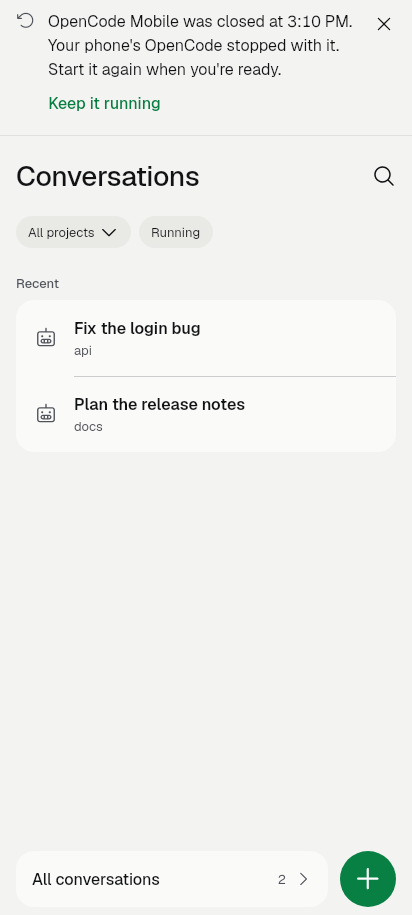 OpenCode Mobile was closed at 3:10 PM.
Your phone's OpenCode stopped with it.
Start it again when you're ready.
Keep it running
Conversations
All projects
Running
Recent
Fix the login bug
api
Plan the release notes
docs
All conversations
2